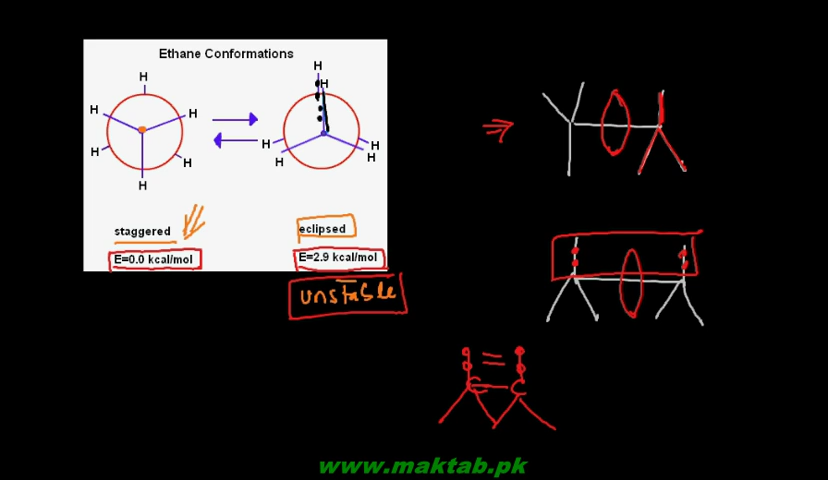 Ethane Conformations
H
H
H
H
H
H
H
H
H
H
H
H
staggered
eclipsed
E=0.0 kcal/mol
E=2.9 kcal/mol
unstable
C C
www.maktab.pk